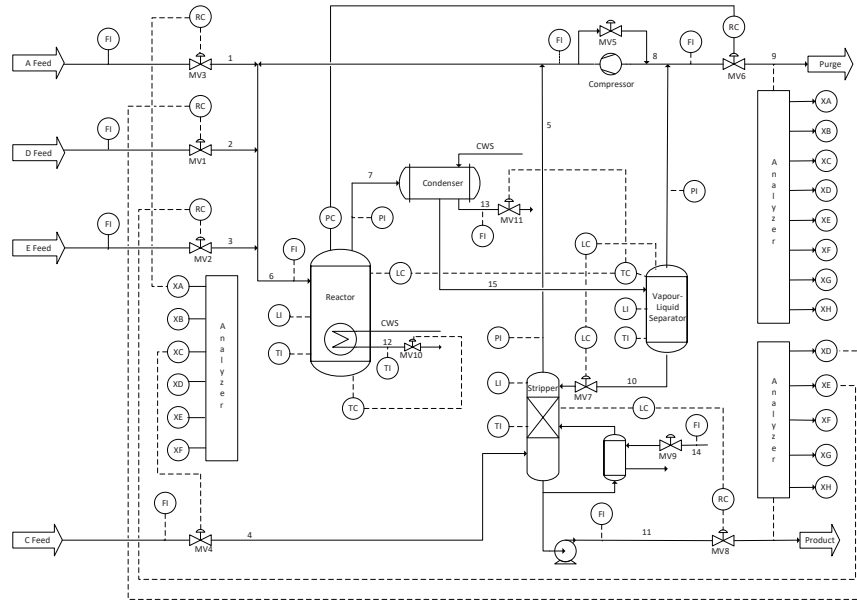 RC
RC
FI
FI
MV5
8
FI
9
A Feed
FI
MV3
1
Compressor
MV6
Purge
RC
FI
D Feed
MV1
2
5
XA
XB
XC
XD
XE
XF
XG
XH
Analyzer
CWS
7
Condenser
13
MV11
FI
PI
PI
RC
FI
E Feed
MV2
3
PC
6
FI
LC
LC
TC
15
Reactor
Vapour-
Liquid
Separator
LI
TI
LI
TI
CWS
12
MV10
TI
TC
XA
XB
XC
XD
XE
XF
Analyzer
PI
LC
MV7
10
Stripper
LI
TI
LC
FI
MV9
14
XD
XE
XF
XG
XH
Analyzer
FI
C Feed
MV4
4
FI
11
RC
MV8
Product